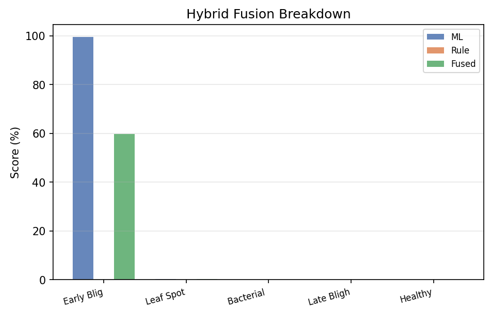 Hybrid Fusion Breakdown
ML
Rule
Fused
Score (%)
100
80
60
40
20
0
Early Blig
Leaf Spot
Bacterial
Late Bligh
Healthy